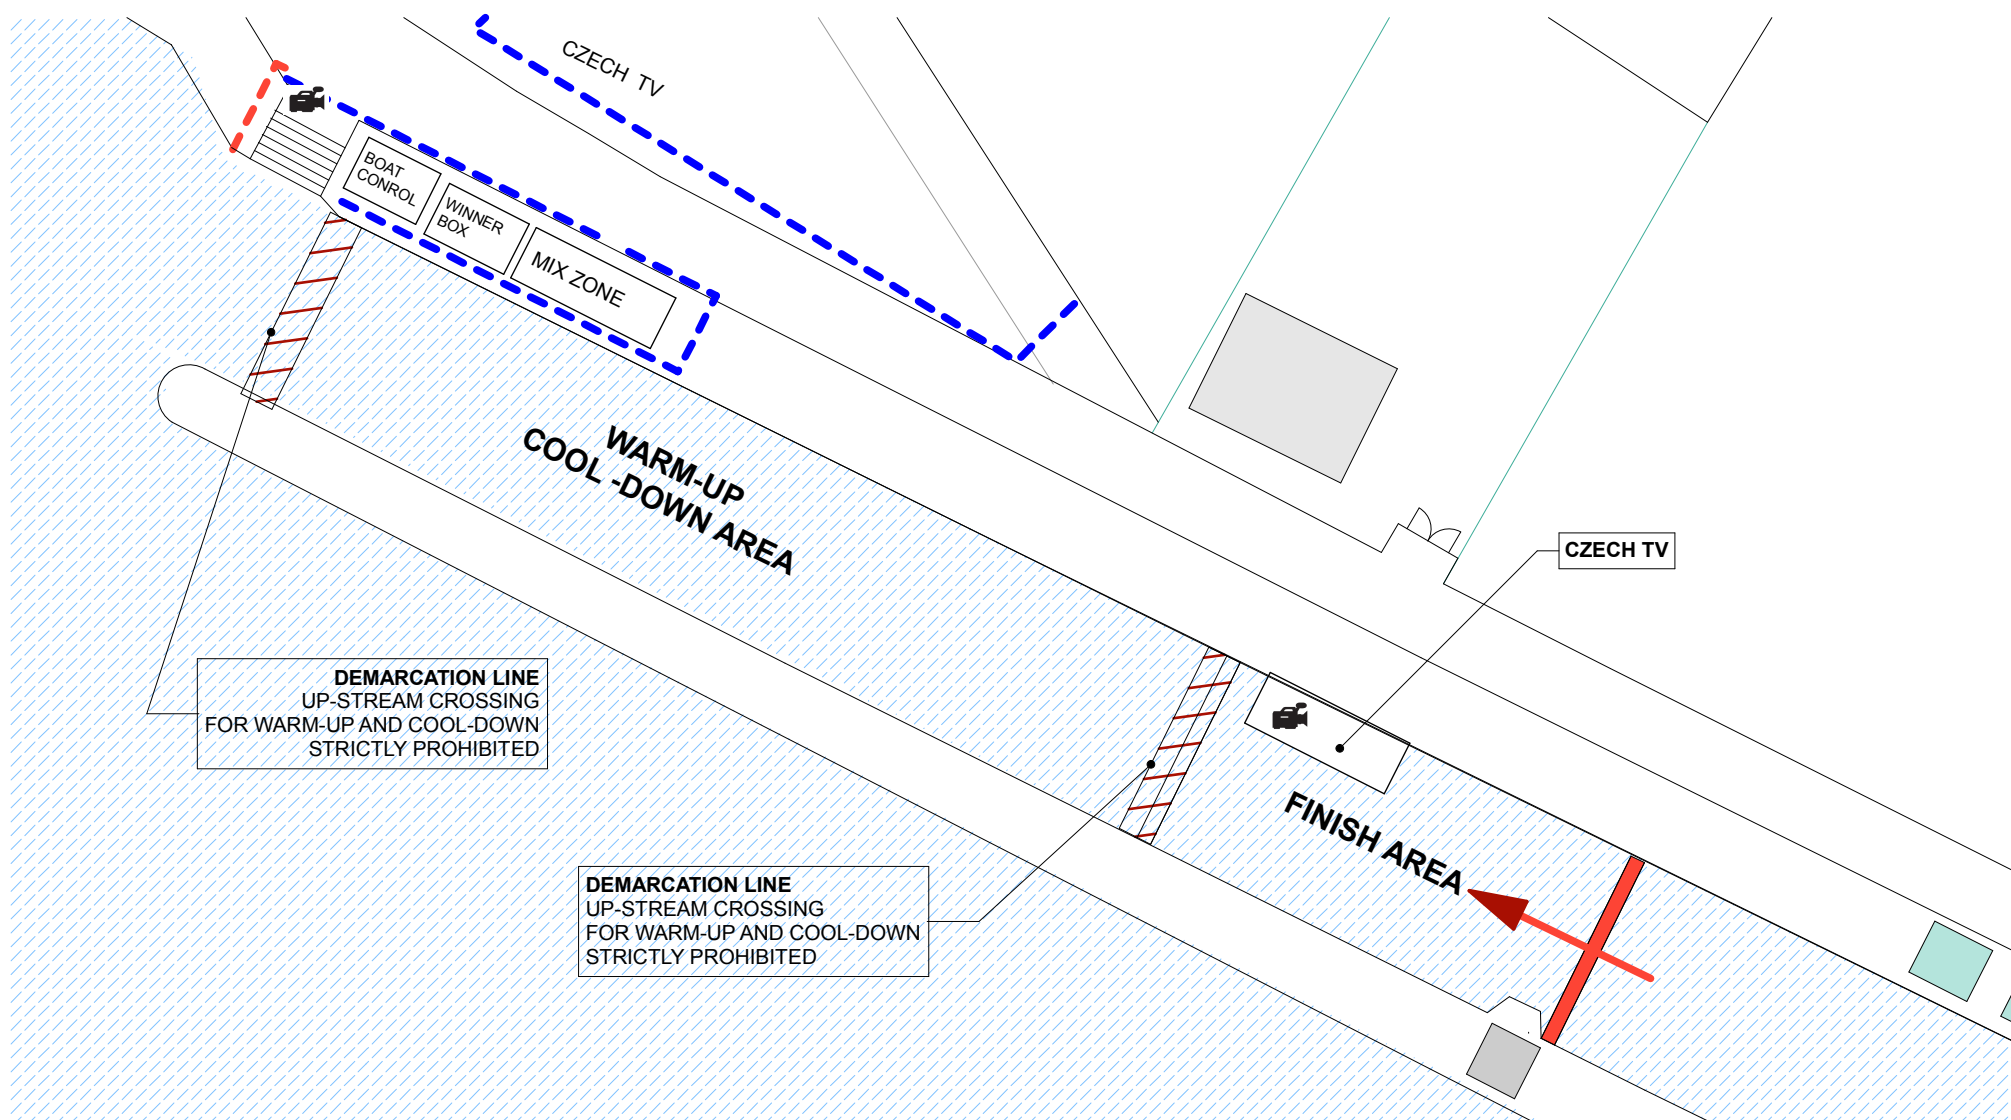 CZECH TV
BOAT
CONROL
WINNER
BOX
MIX ZONE
WARM-UP
COOL -DOWN AREA
CZECH TV
DEMARCATION LINE
UP-STREAM CROSSING
FOR WARM-UP AND COOL-DOWN
STRICTLY PROHIBITED
FINISH AREA
DEMARCATION LINE
UP-STREAM CROSSING
FOR WARM-UP AND COOL-DOWN
STRICTLY PROHIBITED